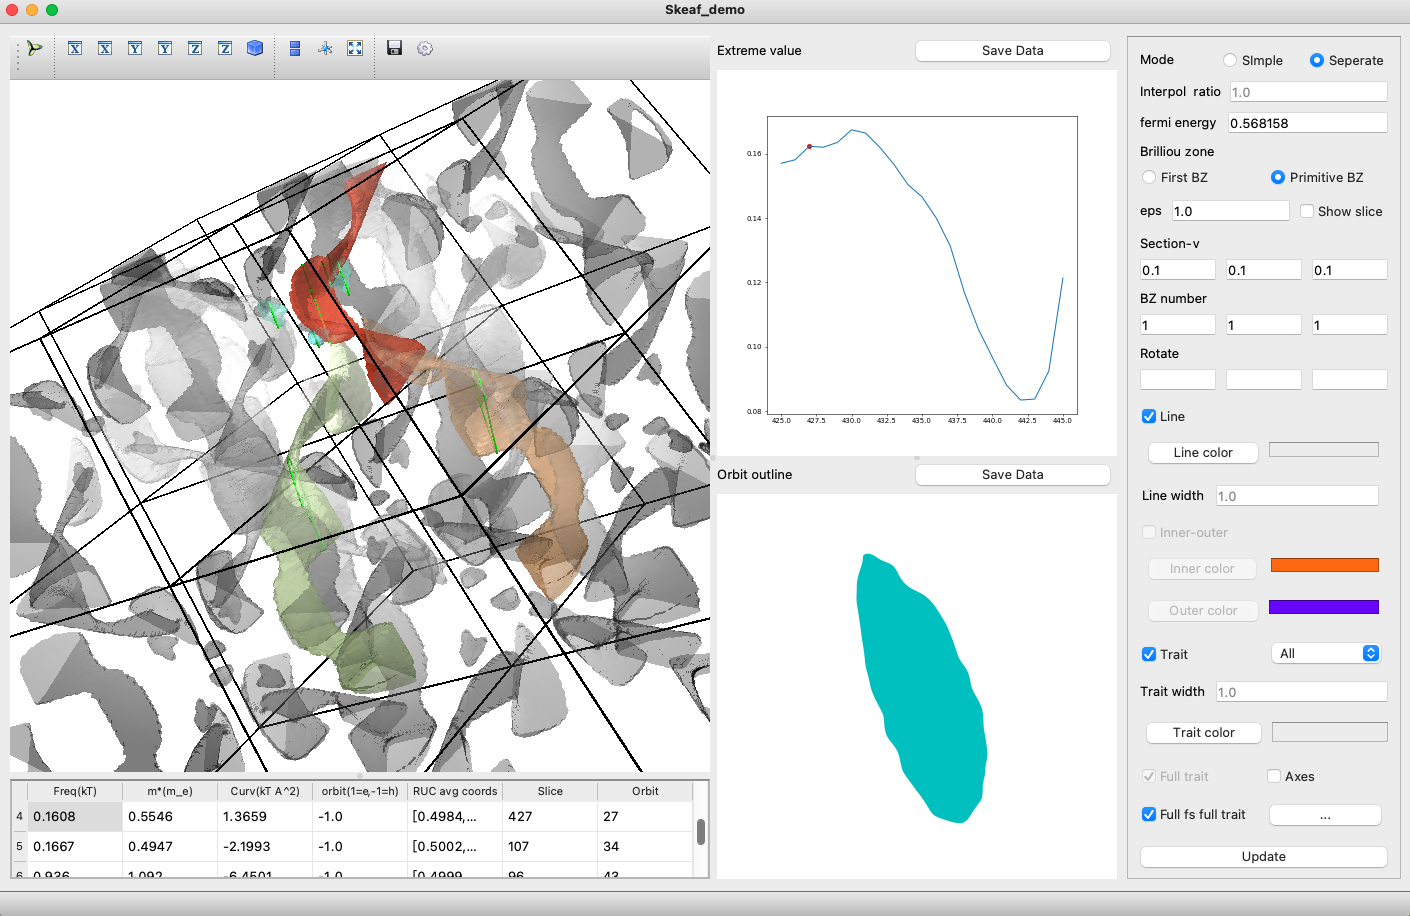 Skeaf_demo
X X Y Y Z Z
Extreme value
Save Data
0.16
0.14
0.12
0.10
0.08
425.0 427.5 430.0 432.5 435.0 437.5 440.0 442.5 445.0
Orbit outline
Save Data
Freq(kT) m*(m_e) Curv(kT A^2) orbit(1=e,-1=h) RUC avg coords Slice Orbit
4 0.1608 0.5546 1.3659 -1.0 [0.4984,... 427 27
5 0.1667 0.4947 -2.1993 -1.0 [0.5002,... 107 34
6 0.936 1.092 -6.4501 -1.0 [0.4999 96 43
Mode SImple Seperate
Interpol ratio 1.0
fermi energy 0.568158
Brilliou zone
First BZ Primitive BZ
eps 1.0 Show slice
Section-v
0.1 0.1 0.1
BZ number
1 1 1
Rotate
Line
Line color
Line width 1.0
Inner-outer
Inner color
Outer color
Trait All
Trait width 1.0
Trait color
Full trait Axes
Full fs full trait ...
Update